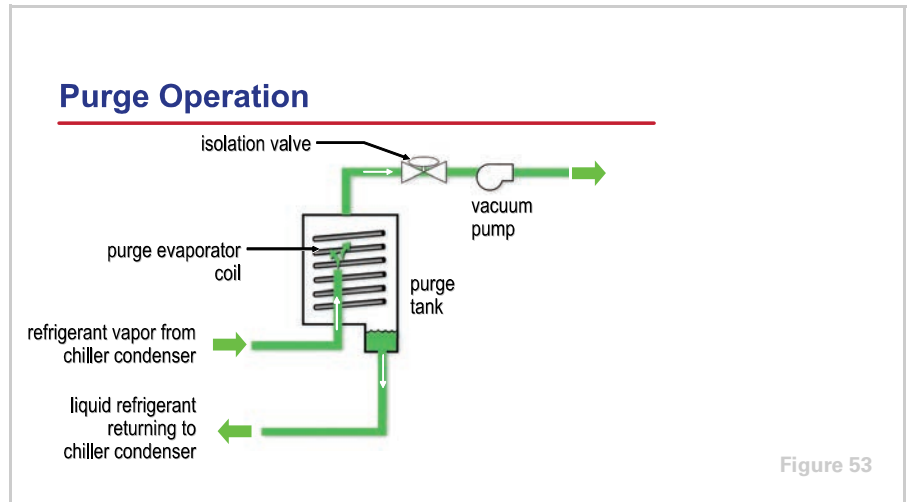 Purge Operation
isolation valve
vacuum
pump
purge evaporator
coil
purge
tank
refrigerant vapor from
chiller condenser
liquid refrigerant
returning to
chiller condenser
Figure 53